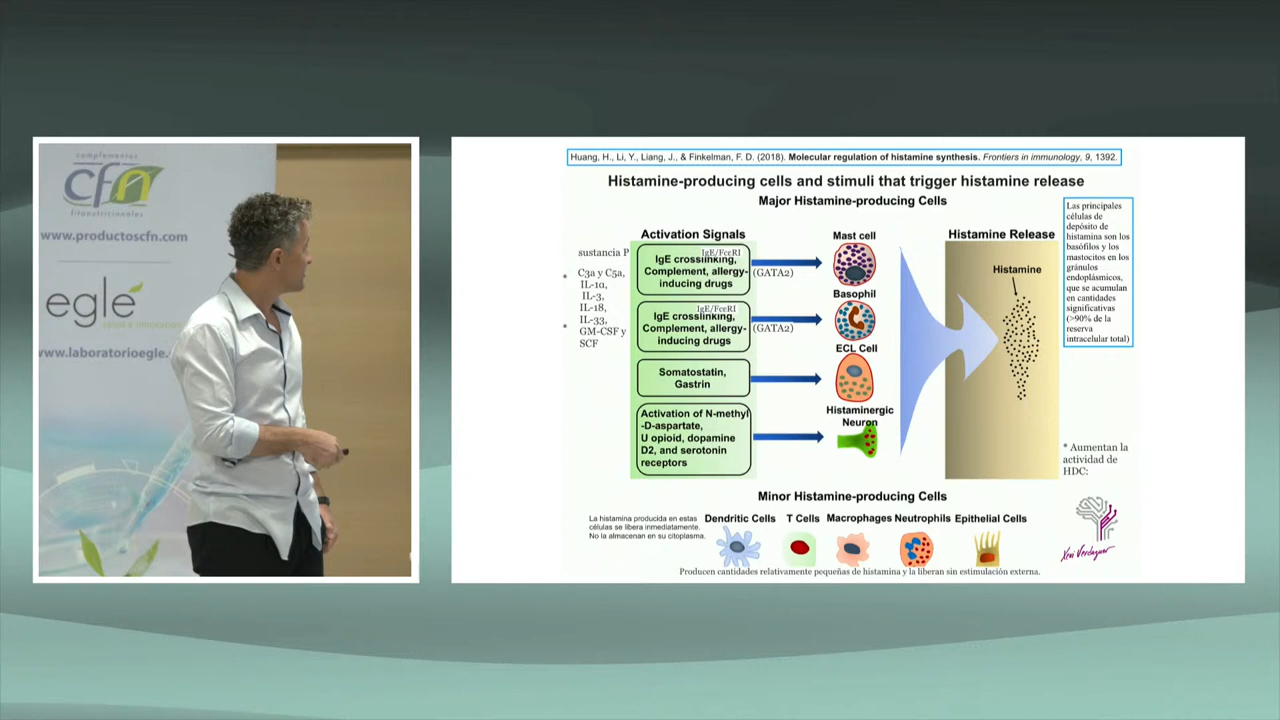 complementos
cfn
fitonutricionales
www.productoscfn.com
eglé
www.laboratorioegle.
Huang, H., Li, Y., Liang, J., & Finkelman, F. D. (2018). Molecular regulation of histamine synthesis. Frontiers in immunology, 9, 1392.
Histamine-producing cells and stimuli that trigger histamine release
Major Histamine-producing Cells
Activation Signals
Mast cell
Histamine Release
sustancia P
* C3a y C5a,
IL-1α,
IL-3,
IL-18,
IL-33,
* GM-CSF y
SCF
IgE/FcεRI
IgE crosslinking,
Complement, allergy-
inducing drugs
(GATA2)
Basophil
IgE/FcεRI
IgE crosslinking,
Complement, allergy-
inducing drugs
(GATA2)
ECL Cell
Somatostatin,
Gastrin
Histaminergic
Neuron
Activation of N-methyl
-D-aspartate,
U opioid, dopamine
D2, and serotonin
receptors
Histamine
Las principales
células de
depósito de
histamina son los
basófilos y los
mastocitos en los
gránulos
endoplásmicos,
que se acumulan
en cantidades
significativas
(>90% de la
reserva
intracelular total)
* Aumentan la
actividad de
HDC:
Minor Histamine-producing Cells
La histamina producida en estas
células se libera inmediatamente.
No la almacenan en su citoplasma.
Dendritic Cells T Cells Macrophages Neutrophils Epithelial Cells
Producen cantidades relativamente pequeñas de histamina y la liberan sin estimulación externa.
Xevi Verdaguer